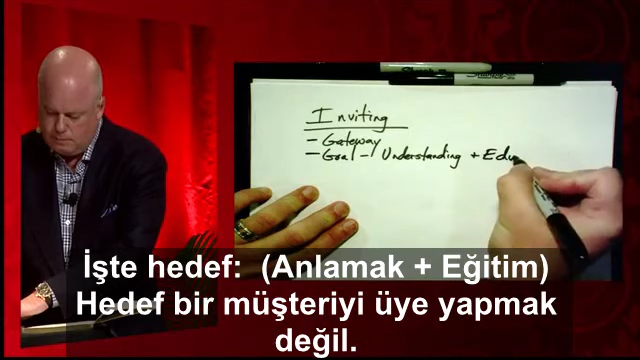 Inviting
- Gateway
- Goal - Understanding + Edu
İşte hedef: (Anlamak + Eğitim)
Hedef bir müşteriyi üye yapmak
değil.